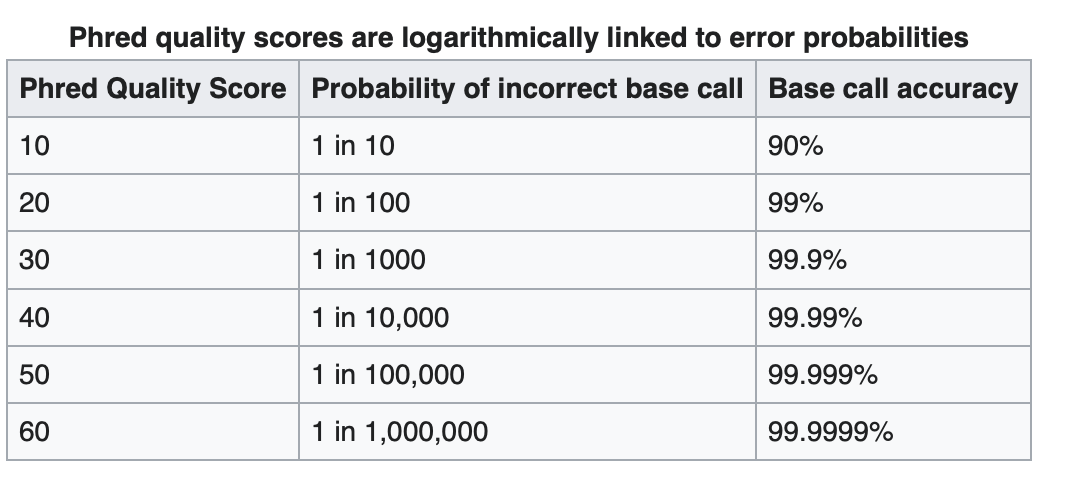 Phred quality scores are logarithmically linked to error probabilities
Phred Quality Score Probability of incorrect base call Base call accuracy
10 1 in 10 90%
20 1 in 100 99%
30 1 in 1000 99.9%
40 1 in 10,000 99.99%
50 1 in 100,000 99.999%
60 1 in 1,000,000 99.9999%